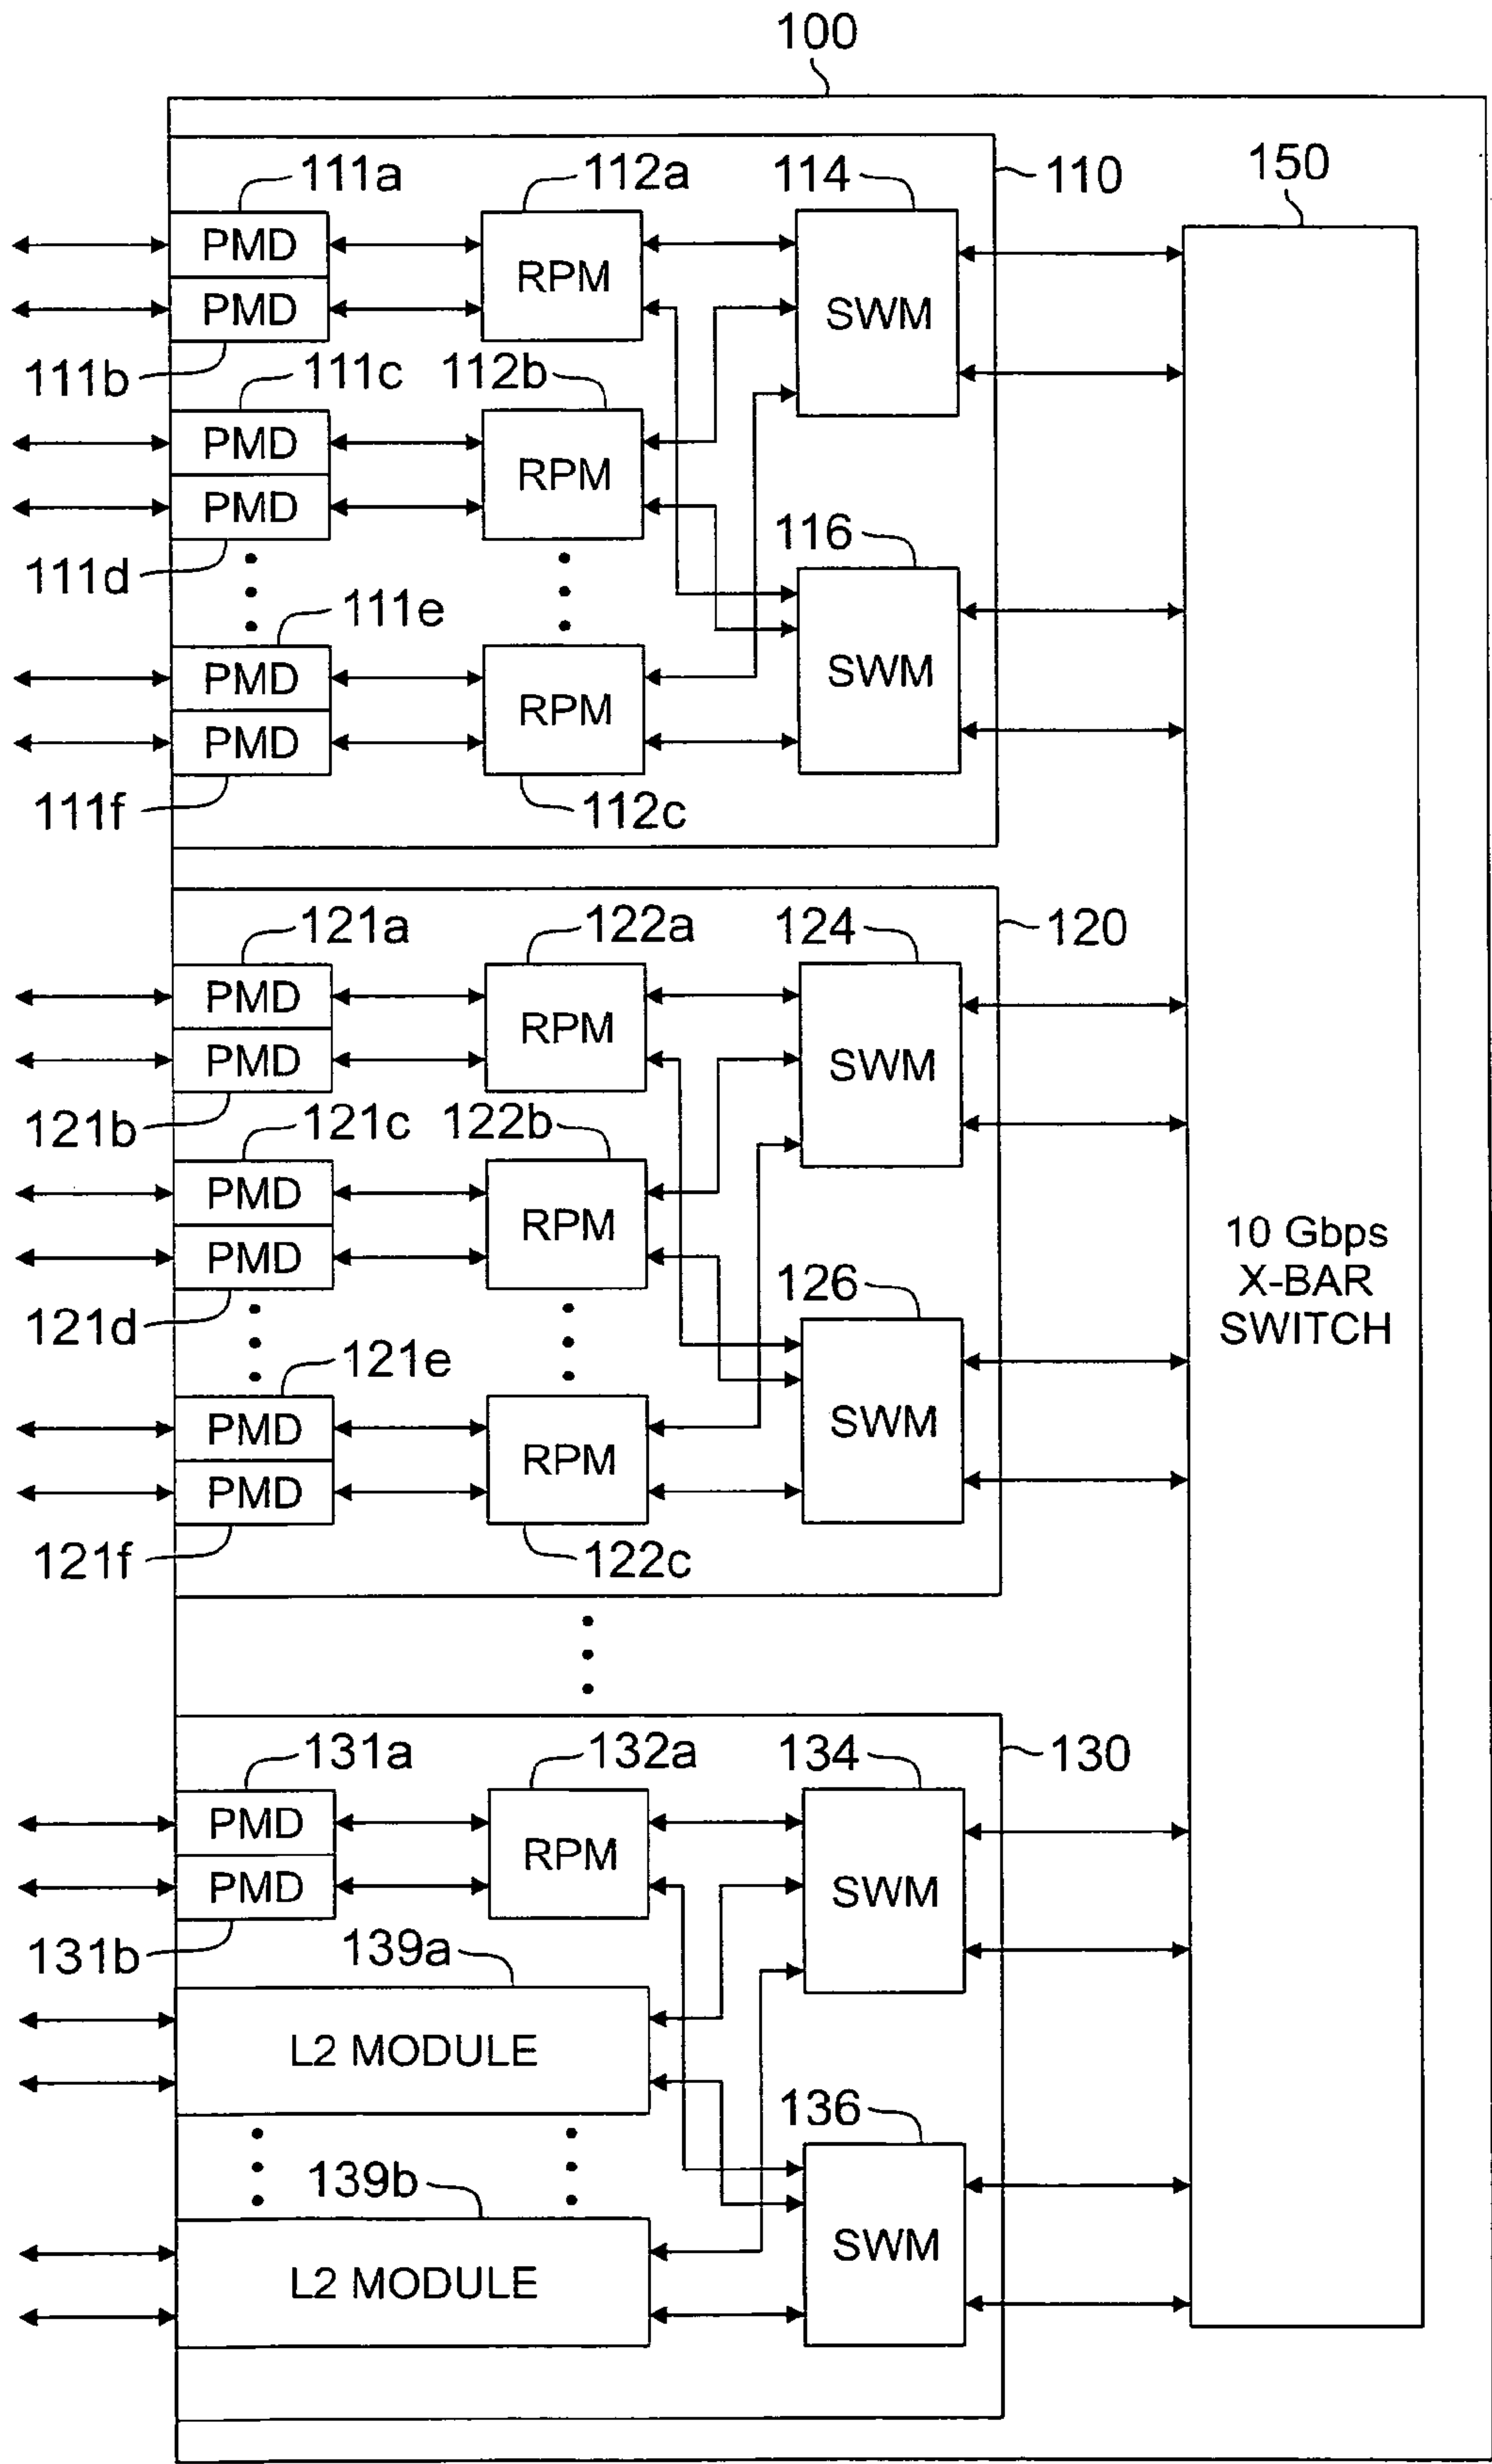 100
111a 112a 114 110 150
PMD
PMD
RPM
SWM
111b 111c 112b
PMD
PMD
RPM
111d 116
111e
PMD
PMD
RPM
SWM
111f 112c
121a 122a 124 120
PMD
PMD
RPM
SWM
121b 121c 122b
PMD
PMD
RPM
10 Gbps
X-BAR
SWITCH
121d 126
121e
PMD
PMD
RPM
SWM
121f 122c
131a 132a 134 130
PMD
PMD
RPM
SWM
131b 139a
L2 MODULE
136
139b
L2 MODULE
SWM